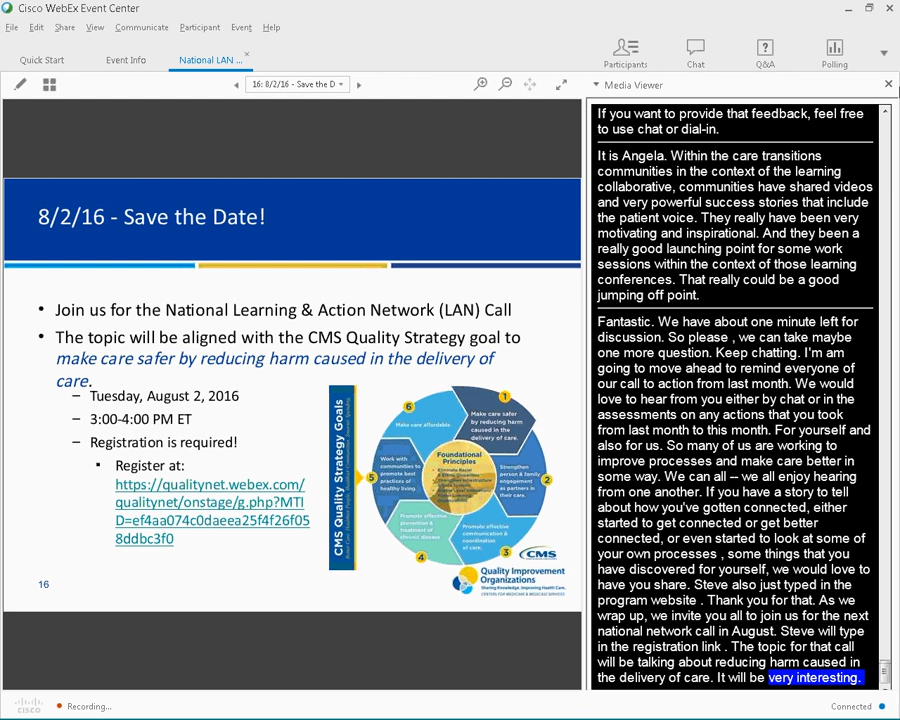 Cisco WebEx Event Center
File Edit Share View Communicate Participant Event Help
Quick Start Event Info National LAN ... Participants Chat Q&A Polling
16: 8/2/16 - Save the D
Media Viewer
8/2/16 - Save the Date!
• Join us for the National Learning & Action Network (LAN) Call
• The topic will be aligned with the CMS Quality Strategy goal to
make care safer by reducing harm caused in the delivery of
care.
– Tuesday, August 2, 2016
– 3:00-4:00 PM ET
– Registration is required!
▪ Register at:
https://qualitynet.webex.com/
qualitynet/onstage/g.php?MTI
D=ef4aa074c0daeea25f4f26f05
8ddbc3f0
CMS Quality Strategy Goals
1
Make care safer
by reducing harm
caused in the
delivery of care.
2
Strengthen
person & family
engagement
as partners in
their care.
3
Promote effective
communication &
coordination
of care.
4
Promote effective
prevention &
treatment of
chronic disease
5
Work with
communities to
promote best
practices of
healthy living.
6
Make care affordable.
Foundational
Principles
CMS
Quality Improvement
Organizations
Sharing Knowledge. Improving Health Care.
CENTERS FOR MEDICARE & MEDICAID SERVICES
16
If you want to provide that feedback, feel free
to use chat or dial-in.
It is Angela. Within the care transitions
communities in the context of the learning
collaborative, communities have shared videos
and very powerful success stories that include
the patient voice. They really have been very
motivating and inspirational. And they been a
really good launching point for some work
sessions within the context of those learning
conferences. That really could be a good
jumping off point.
Fantastic. We have about one minute left for
discussion. So please , we can take maybe
one more question. Keep chatting. I'm am
going to move ahead to remind everyone of
our call to action from last month. We would
love to hear from you either by chat or in the
assessments on any actions that you took
from last month to this month. For yourself and
also for us. So many of us are working to
improve processes and make care better in
some way. We can all -- we all enjoy hearing
from one another. If you have a story to tell
about how you've gotten connected, either
started to get connected or get better
connected, or even started to look at some of
your own processes , some things that you
have discovered for yourself, we would love to
have you share. Steve also just typed in the
program website . Thank you for that. As we
wrap up, we invite you all to join us for the next
national network call in August. Steve will type
in the registration link . The topic for that call
will be talking about reducing harm caused in
the delivery of care. It will be very interesting.
cisco Recording... Connected